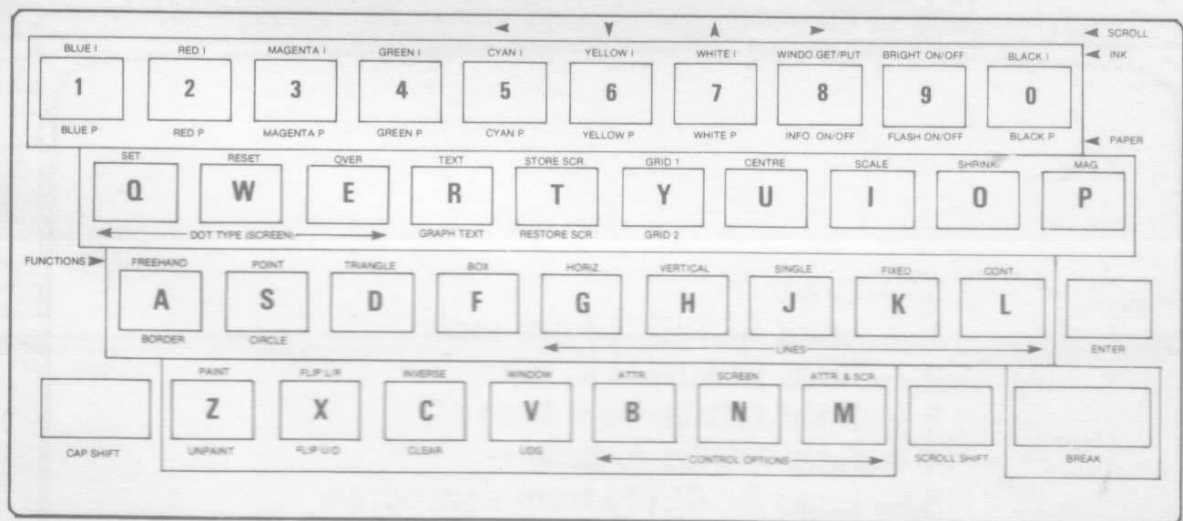 ◄ ▼ ▲ ► ◄ SCROLL
BLUE I RED I MAGENTA I GREEN I CYAN I YELLOW I WHITE I WINDO.GET/PUT BRIGHT ON/OFF BLACK I ◄ INK
1 2 3 4 5 6 7 8 9 0
BLUE P RED P MAGENTA P GREEN P CYAN P YELLOW P WHITE P INFO. ON/OFF FLASH ON/OFF BLACK P ◄ PAPER
SET RESET OVER TEXT STORE SCR. GRID 1 CENTRE SCALE SHRINK MAG.
Q W E R T Y U I O P
DOT TYPE (SCREEN) GRAPH TEXT RESTORE SCR. GRID 2
FUNCTIONS ► FREEHAND POINT TRIANGLE BOX HORIZ VERTICAL SINGLE FIXED CONT.
A S D F G H J K L
BORDER CIRCLE LINES ENTER
PAINT FLIP L/R INVERSE WINDOW ATTR. SCREEN ATTR. & SCR.
Z X C V B N M
CAP SHIFT UNPAINT FLIP U/D CLEAR UDG CONTROL OPTIONS SCROLL SHIFT BREAK